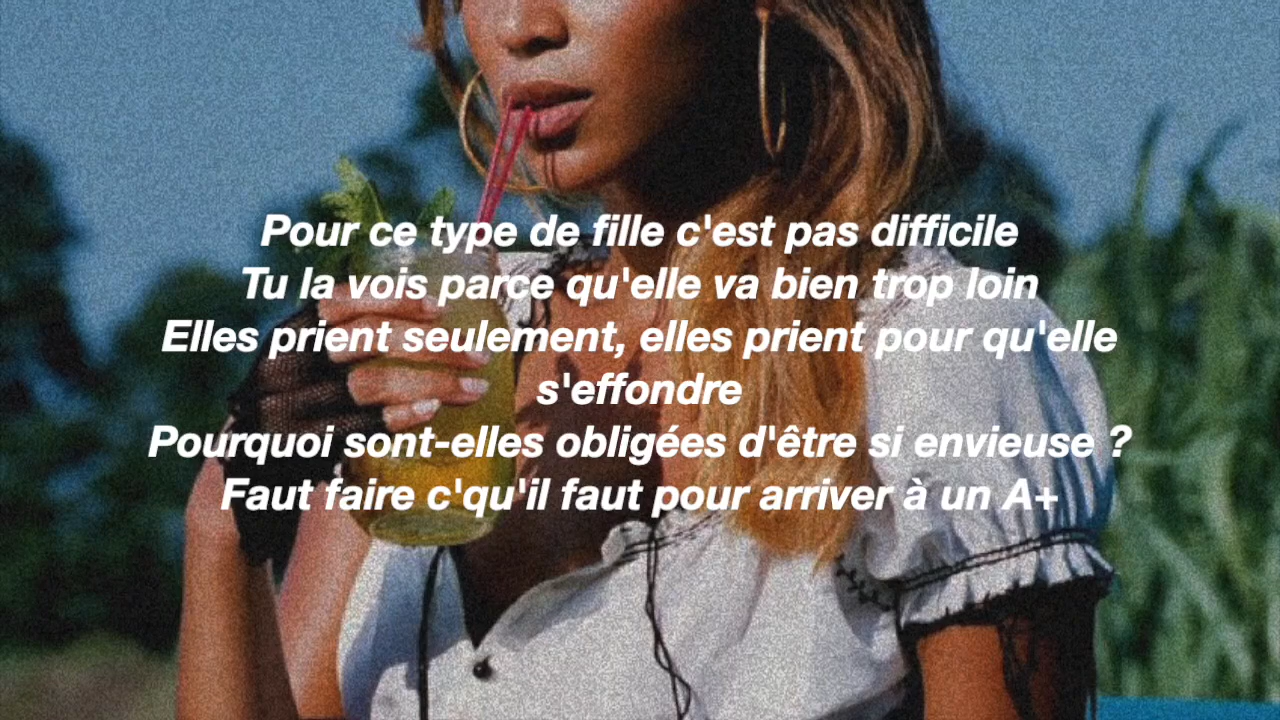 Pour ce type de fille c'est pas difficile
Tu la vois parce qu'elle va bien trop loin
Elles prient seulement, elles prient pour qu'elle
s'effondre
Pourquoi sont-elles obligées d'être si envieuse ?
Faut faire c'qu'il faut pour arriver à un A+